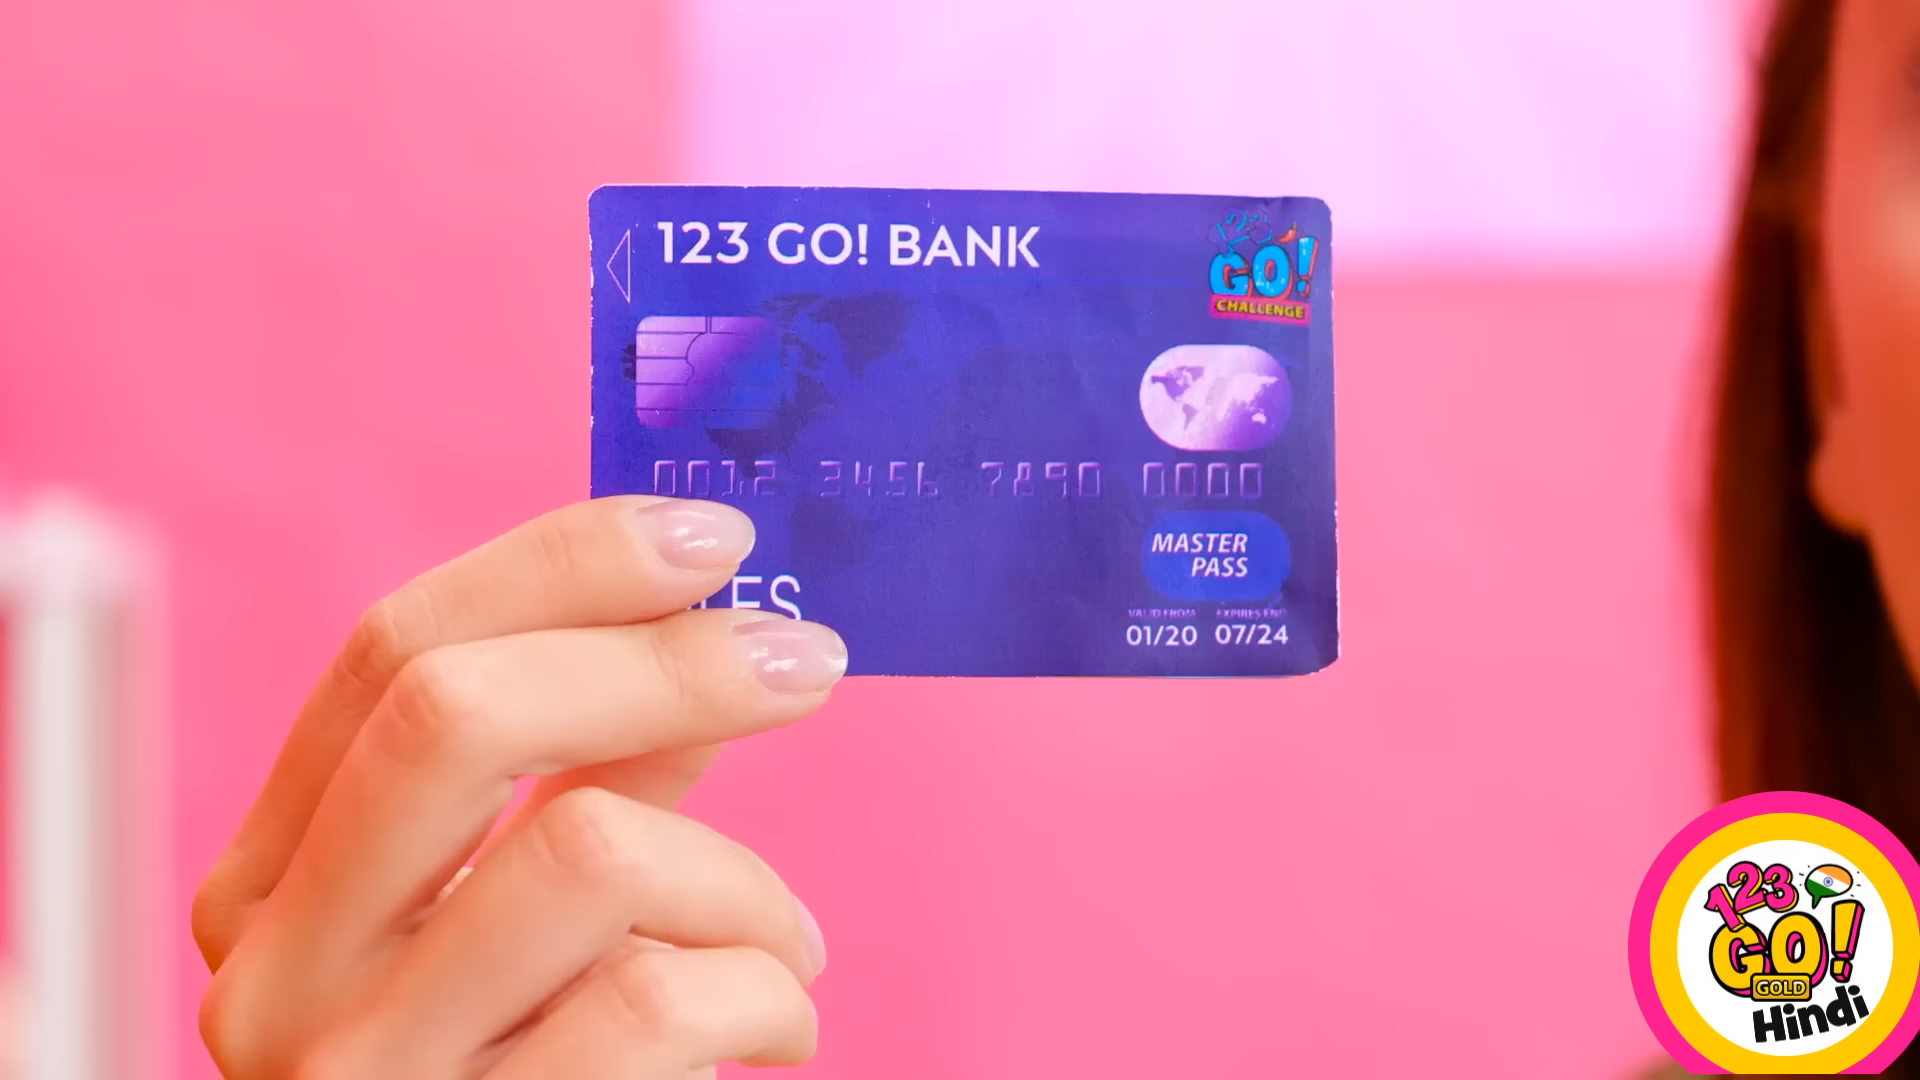 123 GO! BANK
GO!
CHALLENGE
0012 3456 7890 0000
MASTER
PASS
VALID FROM EXPIRES END
01/20 07/24
123
GO!
GOLD
Hindi